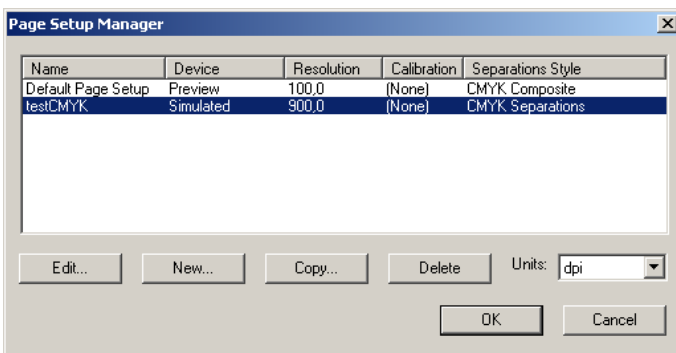 Page Setup Manager
Name Device Resolution Calibration Separations Style
Default Page Setup Preview 100,0 (None) CMYK Composite
testCMYK Simulated 900,0 (None) CMYK Separations
Edit... New... Copy... Delete Units: dpi
OK Cancel